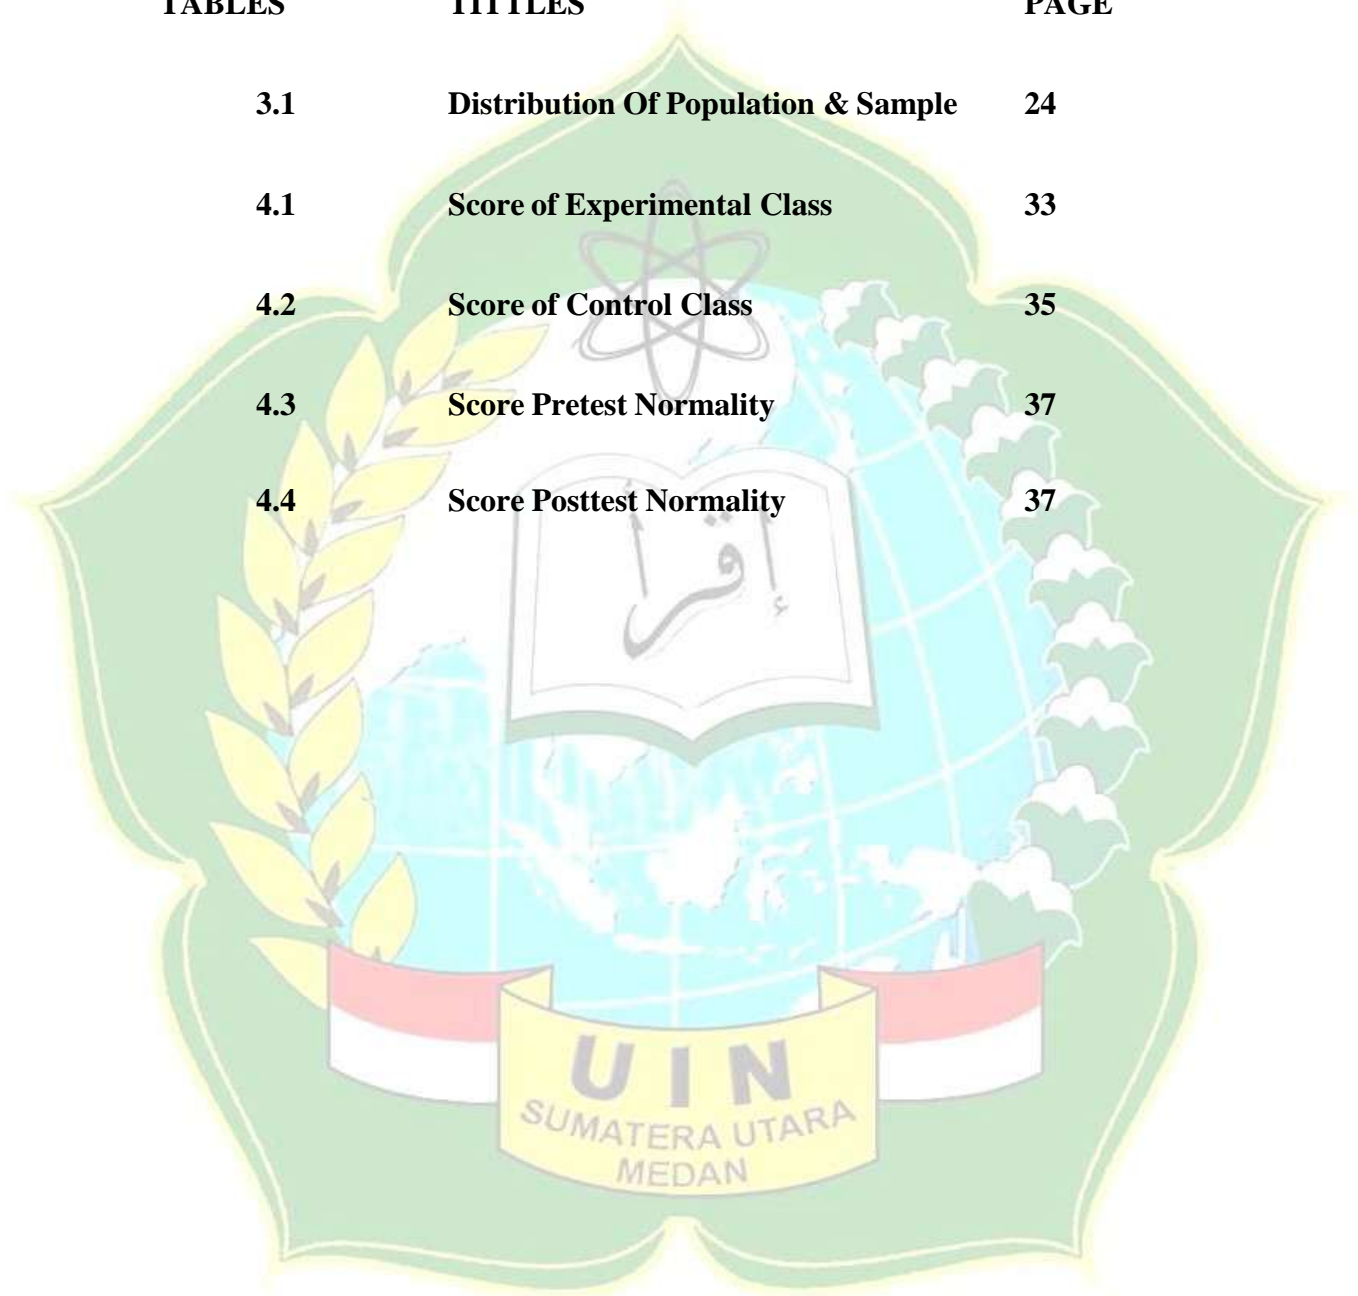 TABLES TITTLES PAGE
3.1 Distribution Of Population & Sample 24
4.1 Score of Experimental Class 33
4.2 Score of Control Class 35
4.3 Score Pretest Normality 37
4.4 Score Posttest Normality 37
إقرأ
UIN
SUMATERA UTARA
MEDAN